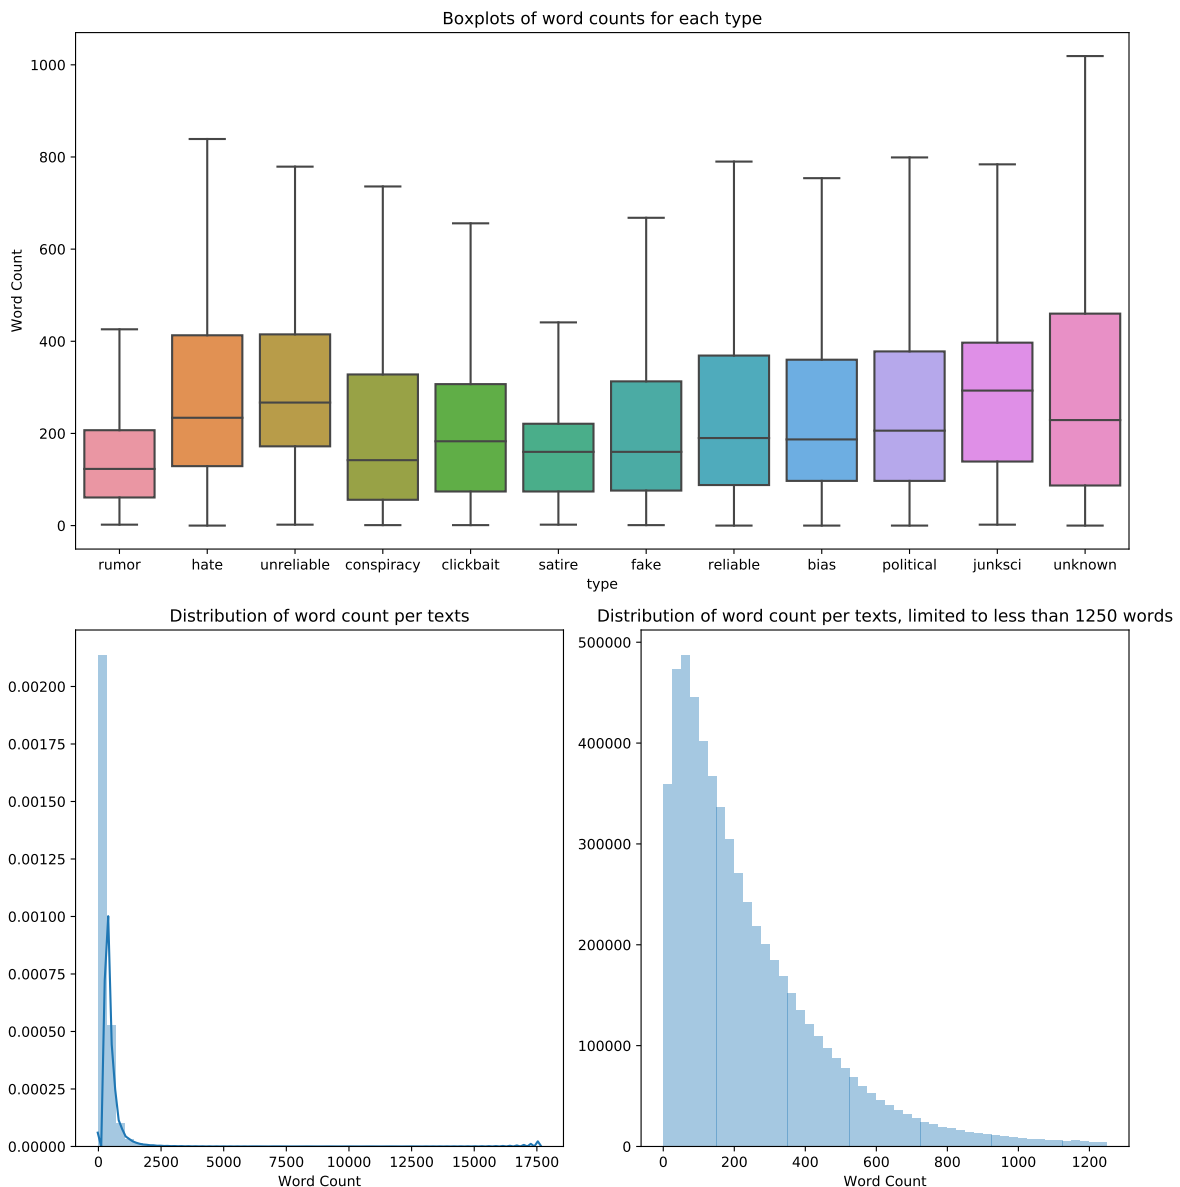 Boxplots of word counts for each type
Word Count
1000
800
600
400
200
0
rumor hate unreliable conspiracy clickbait satire fake reliable bias political junksci unknown
type
Distribution of word count per texts
0.00200
0.00175
0.00150
0.00125
0.00100
0.00075
0.00050
0.00025
0.00000
0 2500 5000 7500 10000 12500 15000 17500
Word Count
Distribution of word count per texts, limited to less than 1250 words
500000
400000
300000
200000
100000
0
0 200 400 600 800 1000 1200
Word Count